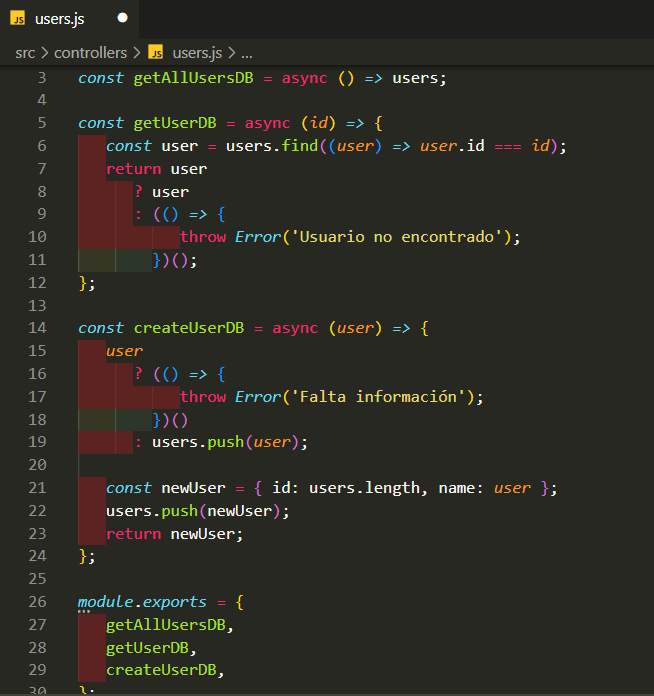 JS users.js
src > controllers > JS users.js > ...
3 const getAllUsersDB = async () => users;
4
5 const getUserDB = async (id) => {
6 const user = users.find((user) => user.id === id);
7 return user
8 ? user
9 : (() => {
10 throw Error('Usuario no encontrado');
11 })();
12 };
13
14 const createUserDB = async (user) => {
15 user
16 ? (() => {
17 throw Error('Falta información');
18 })()
19 : users.push(user);
20
21 const newUser = { id: users.length, name: user };
22 users.push(newUser);
23 return newUser;
24 };
25
26 module.exports = {
27 getAllUsersDB,
28 getUserDB,
29 createUserDB,
30 };